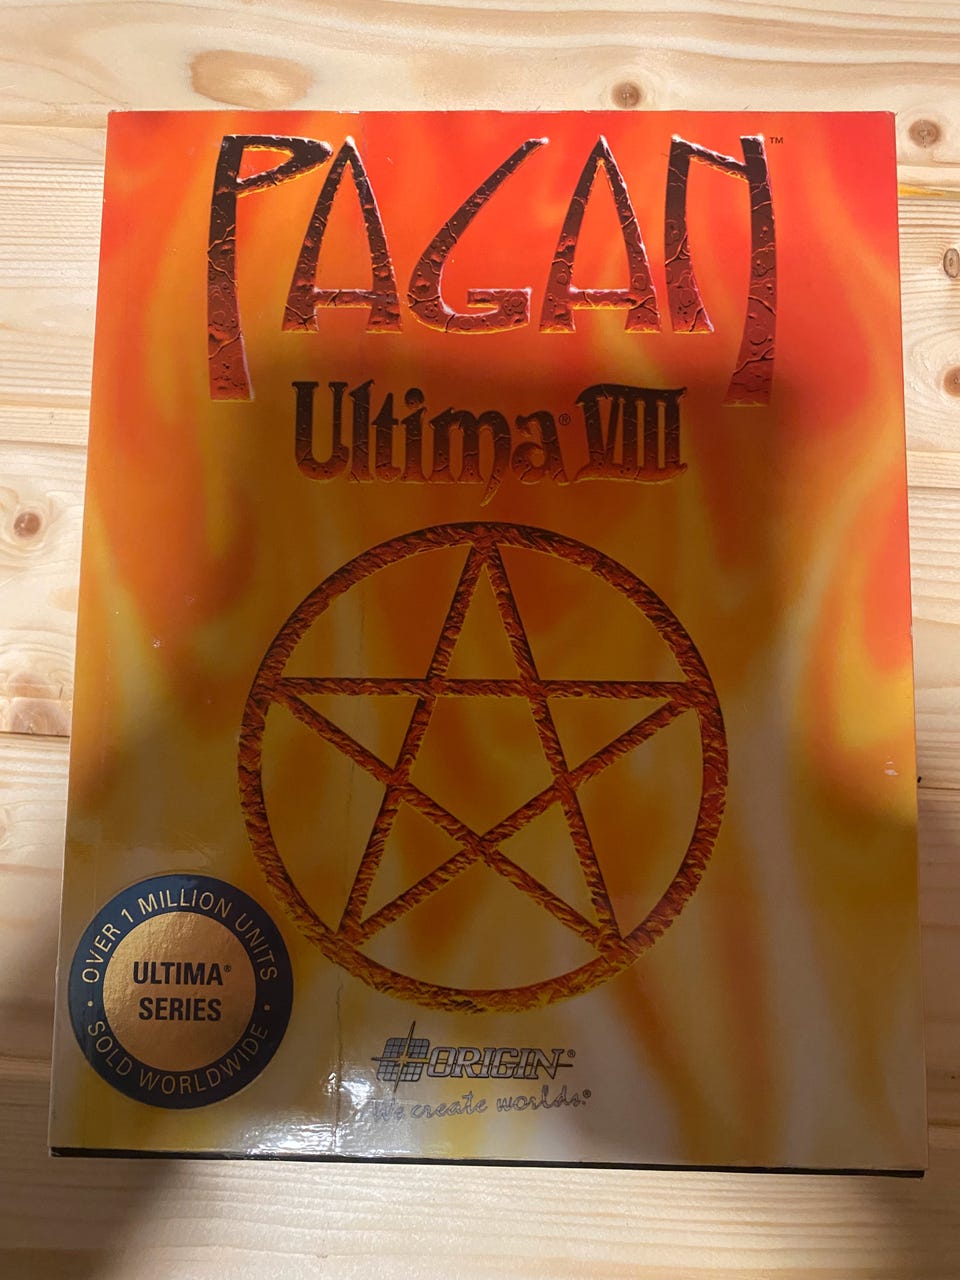 PAGAN™
Ultima® VIII
OVER 1 MILLION UNITS
ULTIMA®
SERIES
• SOLD WORLDWIDE •
ORIGIN®
We create worlds.®